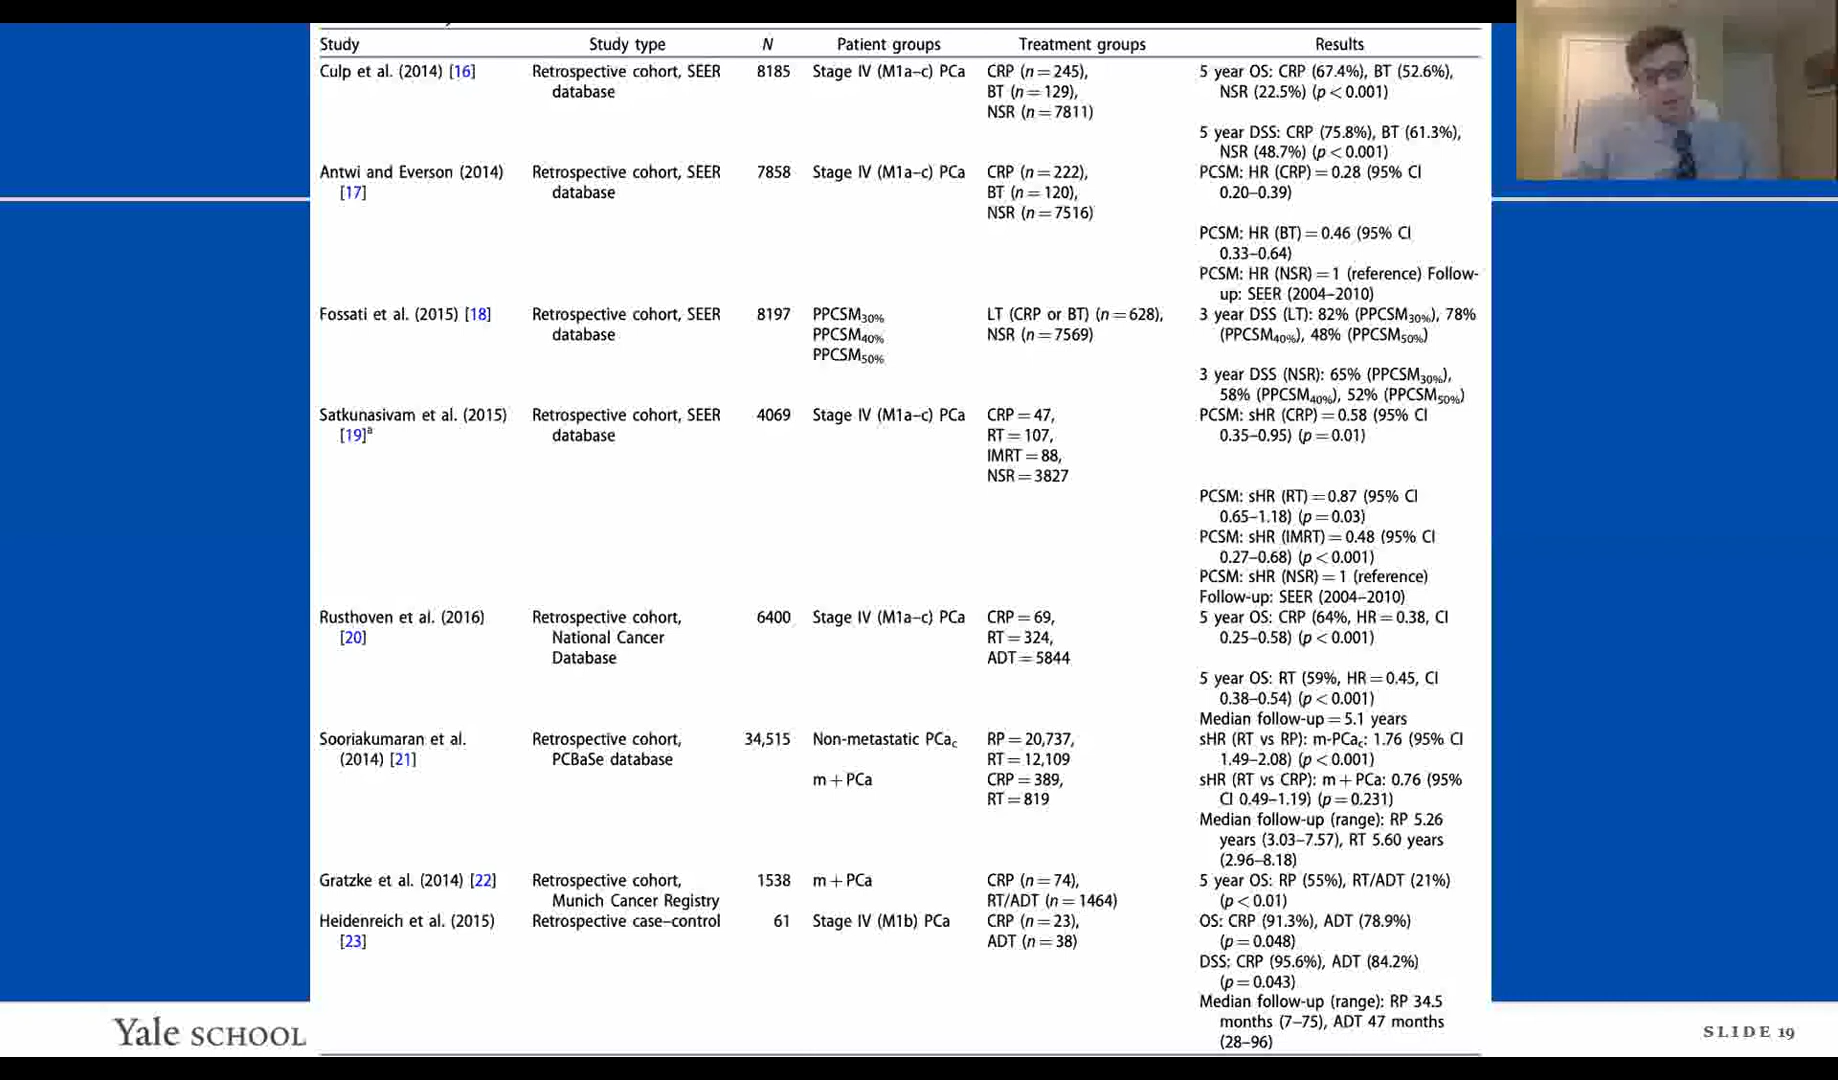 Study Study type N Patient groups Treatment groups Results
Culp et al. (2014) [16] Retrospective cohort, SEER 8185 Stage IV (M1a–c) PCa CRP (n = 245), 5 year OS: CRP (67.4%), BT (52.6%),
database BT (n = 129), NSR (22.5%) (p < 0.001)
NSR (n = 7811)
5 year DSS: CRP (75.8%), BT (61.3%),
NSR (48.7%) (p < 0.001)
Antwi and Everson (2014) Retrospective cohort, SEER 7858 Stage IV (M1a–c) PCa CRP (n = 222), PCSM: HR (CRP) = 0.28 (95% CI
[17] database BT (n = 120), 0.20–0.39)
NSR (n = 7516)
PCSM: HR (BT) = 0.46 (95% CI
0.33–0.64)
PCSM: HR (NSR) = 1 (reference) Follow-
up: SEER (2004–2010)
Fossati et al. (2015) [18] Retrospective cohort, SEER 8197 PPCSM30% LT (CRP or BT) (n = 628), 3 year DSS (LT): 82% (PPCSM30%), 78%
database PPCSM40% NSR (n = 7569) (PPCSM40%), 48% (PPCSM50%)
PPCSM50%
3 year DSS (NSR): 65% (PPCSM30%),
58% (PPCSM40%), 52% (PPCSM50%)
Satkunasivam et al. (2015) Retrospective cohort, SEER 4069 Stage IV (M1a–c) PCa CRP = 47, PCSM: sHR (CRP) = 0.58 (95% CI
[19]a database RT = 107, 0.35–0.95) (p = 0.01)
IMRT = 88,
NSR = 3827
PCSM: sHR (RT) = 0.87 (95% CI
0.65–1.18) (p = 0.03)
PCSM: sHR (IMRT) = 0.48 (95% CI
0.27–0.68) (p < 0.001)
PCSM: sHR (NSR) = 1 (reference)
Follow-up: SEER (2004–2010)
Rusthoven et al. (2016) Retrospective cohort, 6400 Stage IV (M1a–c) PCa CRP = 69, 5 year OS: CRP (64%, HR = 0.38, CI
[20] National Cancer RT = 324, 0.25–0.58) (p < 0.001)
Database ADT = 5844
5 year OS: RT (59%, HR = 0.45, CI
0.38–0.54) (p < 0.001)
Median follow-up = 5.1 years
Sooriakumaran et al. Retrospective cohort, 34,515 Non-metastatic PCac RP = 20,737, sHR (RT vs RP): m-PCac: 1.76 (95% CI
(2014) [21] PCBaSe database RT = 12,109 1.49–2.08) (p < 0.001)
m + PCa CRP = 389, sHR (RT vs CRP): m + PCa: 0.76 (95%
RT = 819 CI 0.49–1.19) (p = 0.231)
Median follow-up (range): RP 5.26
years (3.03–7.57), RT 5.60 years
(2.96–8.18)
Gratzke et al. (2014) [22] Retrospective cohort, 1538 m + PCa CRP (n = 74), 5 year OS: RP (55%), RT/ADT (21%)
Munich Cancer Registry RT/ADT (n = 1464) (p < 0.01)
Heidenreich et al. (2015) Retrospective case–control 61 Stage IV (M1b) PCa CRP (n = 23), OS: CRP (91.3%), ADT (78.9%)
[23] ADT (n = 38) (p = 0.048)
DSS: CRP (95.6%), ADT (84.2%)
(p = 0.043)
Median follow-up (range): RP 34.5
months (7–75), ADT 47 months
(28–96)
Yale SCHOOL
SLIDE 19